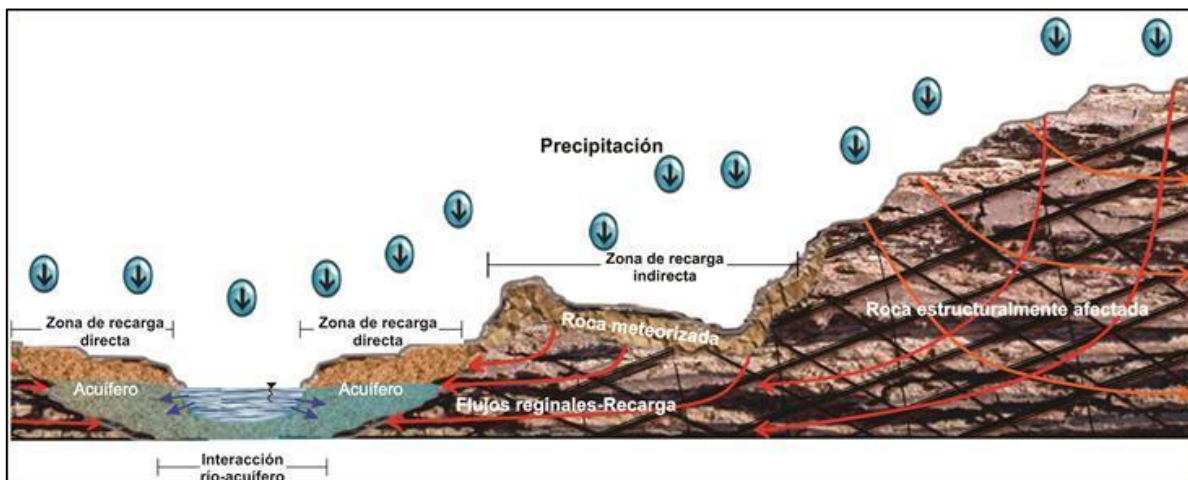 Precipitación
Zona de recarga
indirecta
Zona de recarga
directa
Zona de recarga
directa
Roca meteorizada
Roca estructuralmente afectada
Acuífero
Acuífero
Flujos reginales-Recarga
Interacción
río-acuífero